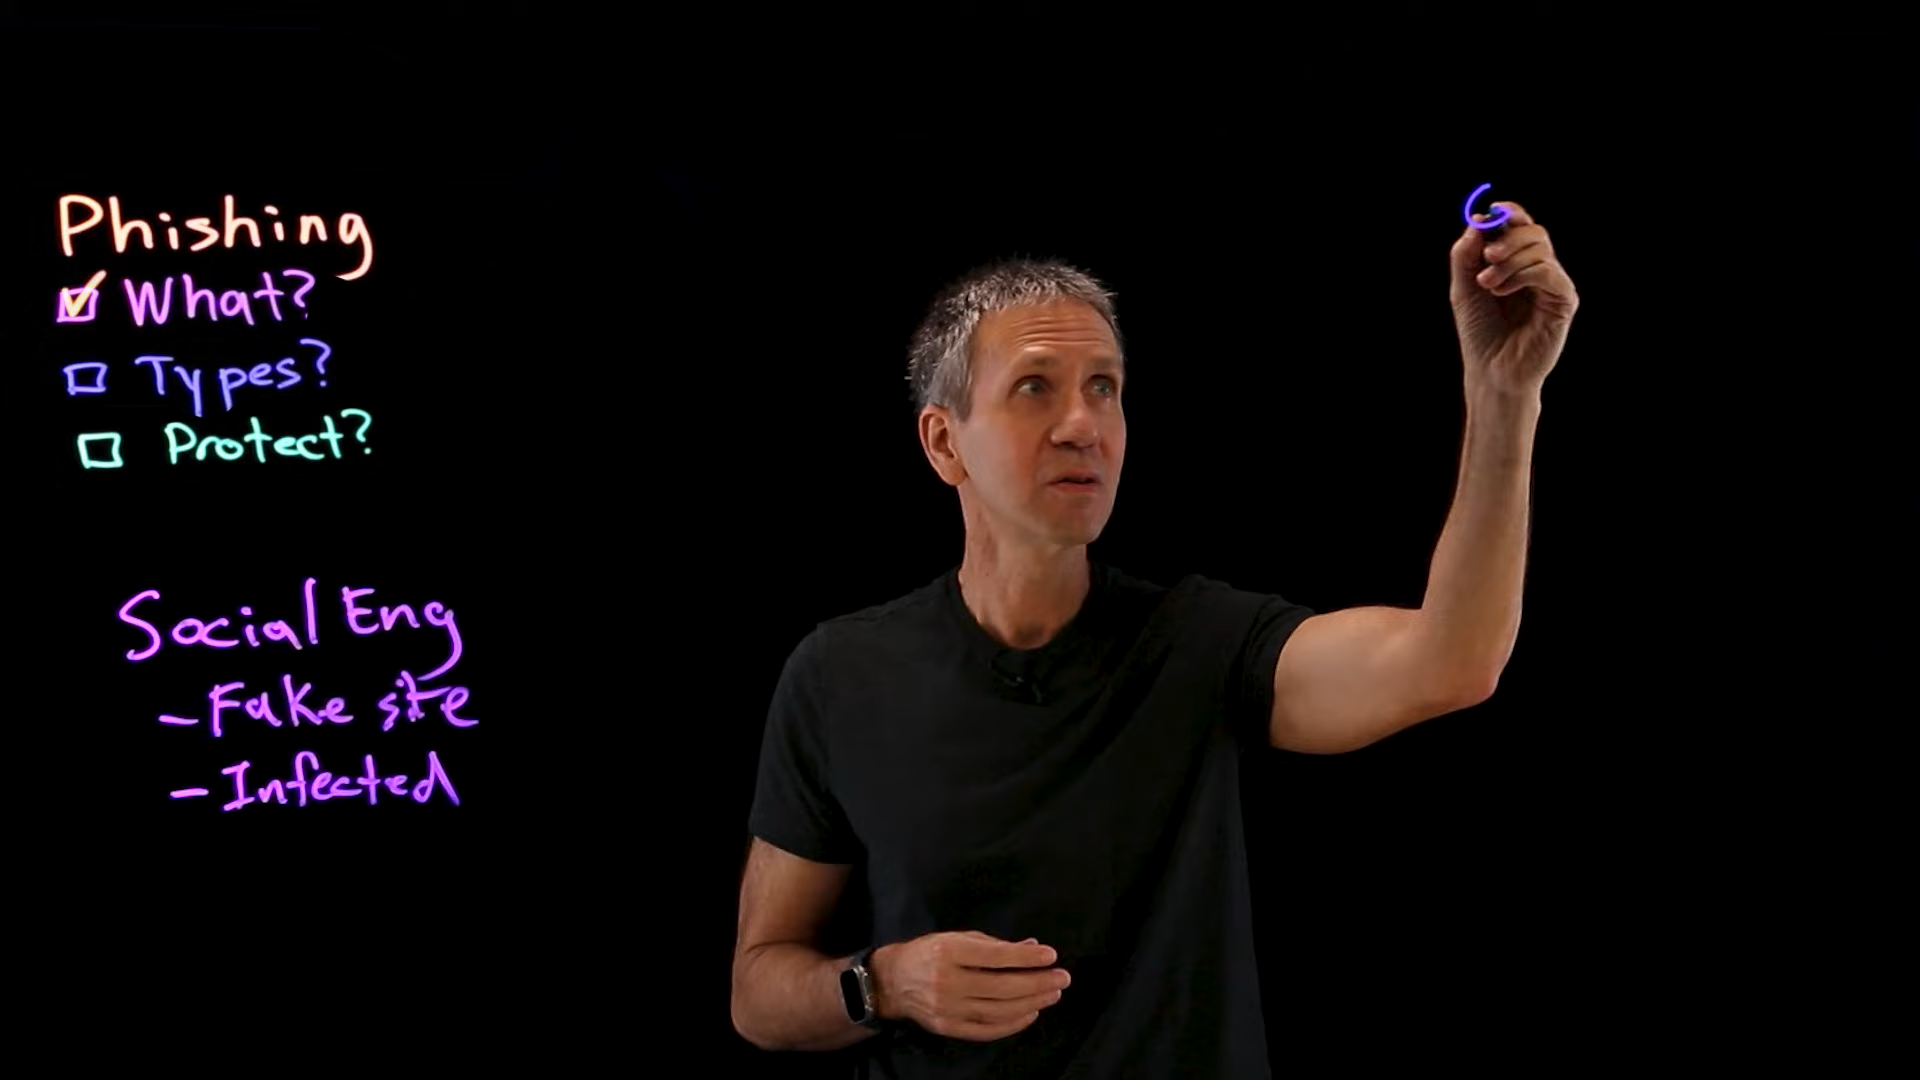 Phishing
What?
Types?
Protect?
Social Eng
- Fake site
- Infected